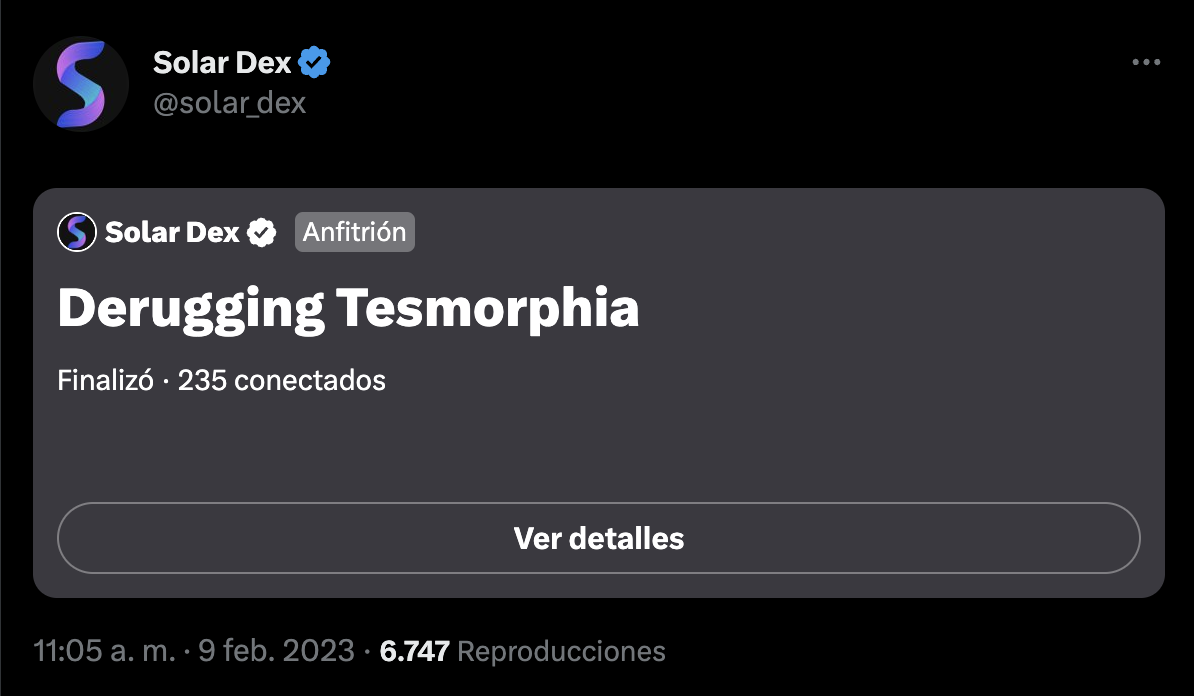 Solar Dex
@solar_dex
Solar Dex Anfitrión
Derugging Tesmorphia
Finalizó · 235 conectados
Ver detalles
11:05 a. m. · 9 feb. 2023 · 6.747 Reproducciones